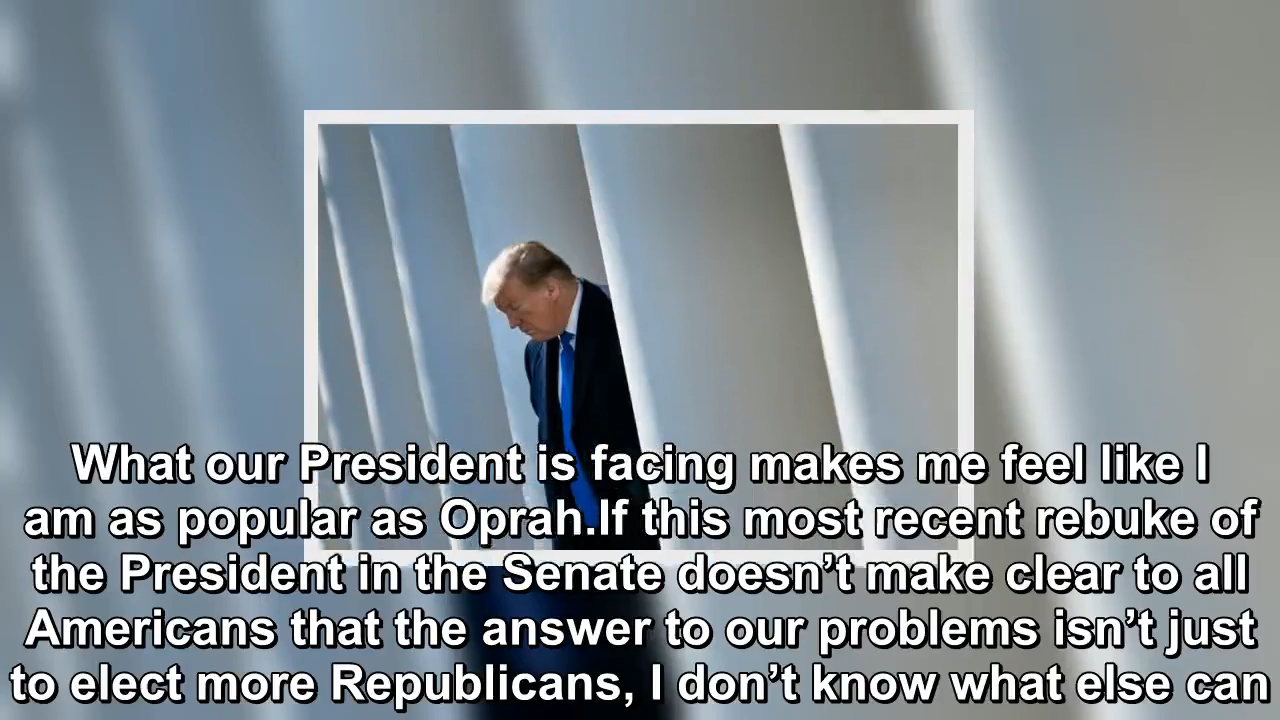 What our President is facing makes me feel like I
am as popular as Oprah.If this most recent rebuke of
the President in the Senate doesn’t make clear to all
Americans that the answer to our problems isn’t just
to elect more Republicans, I don’t know what else can